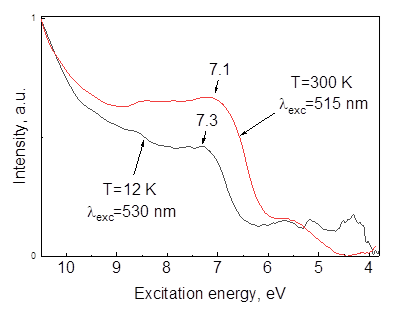 1
7.1
T=300 K
λexc=515 nm
7.3
T=12 K
λexc=530 nm
0
10 9 8 7 6 5 4
Excitation energy, eV
Intensity, a.u.